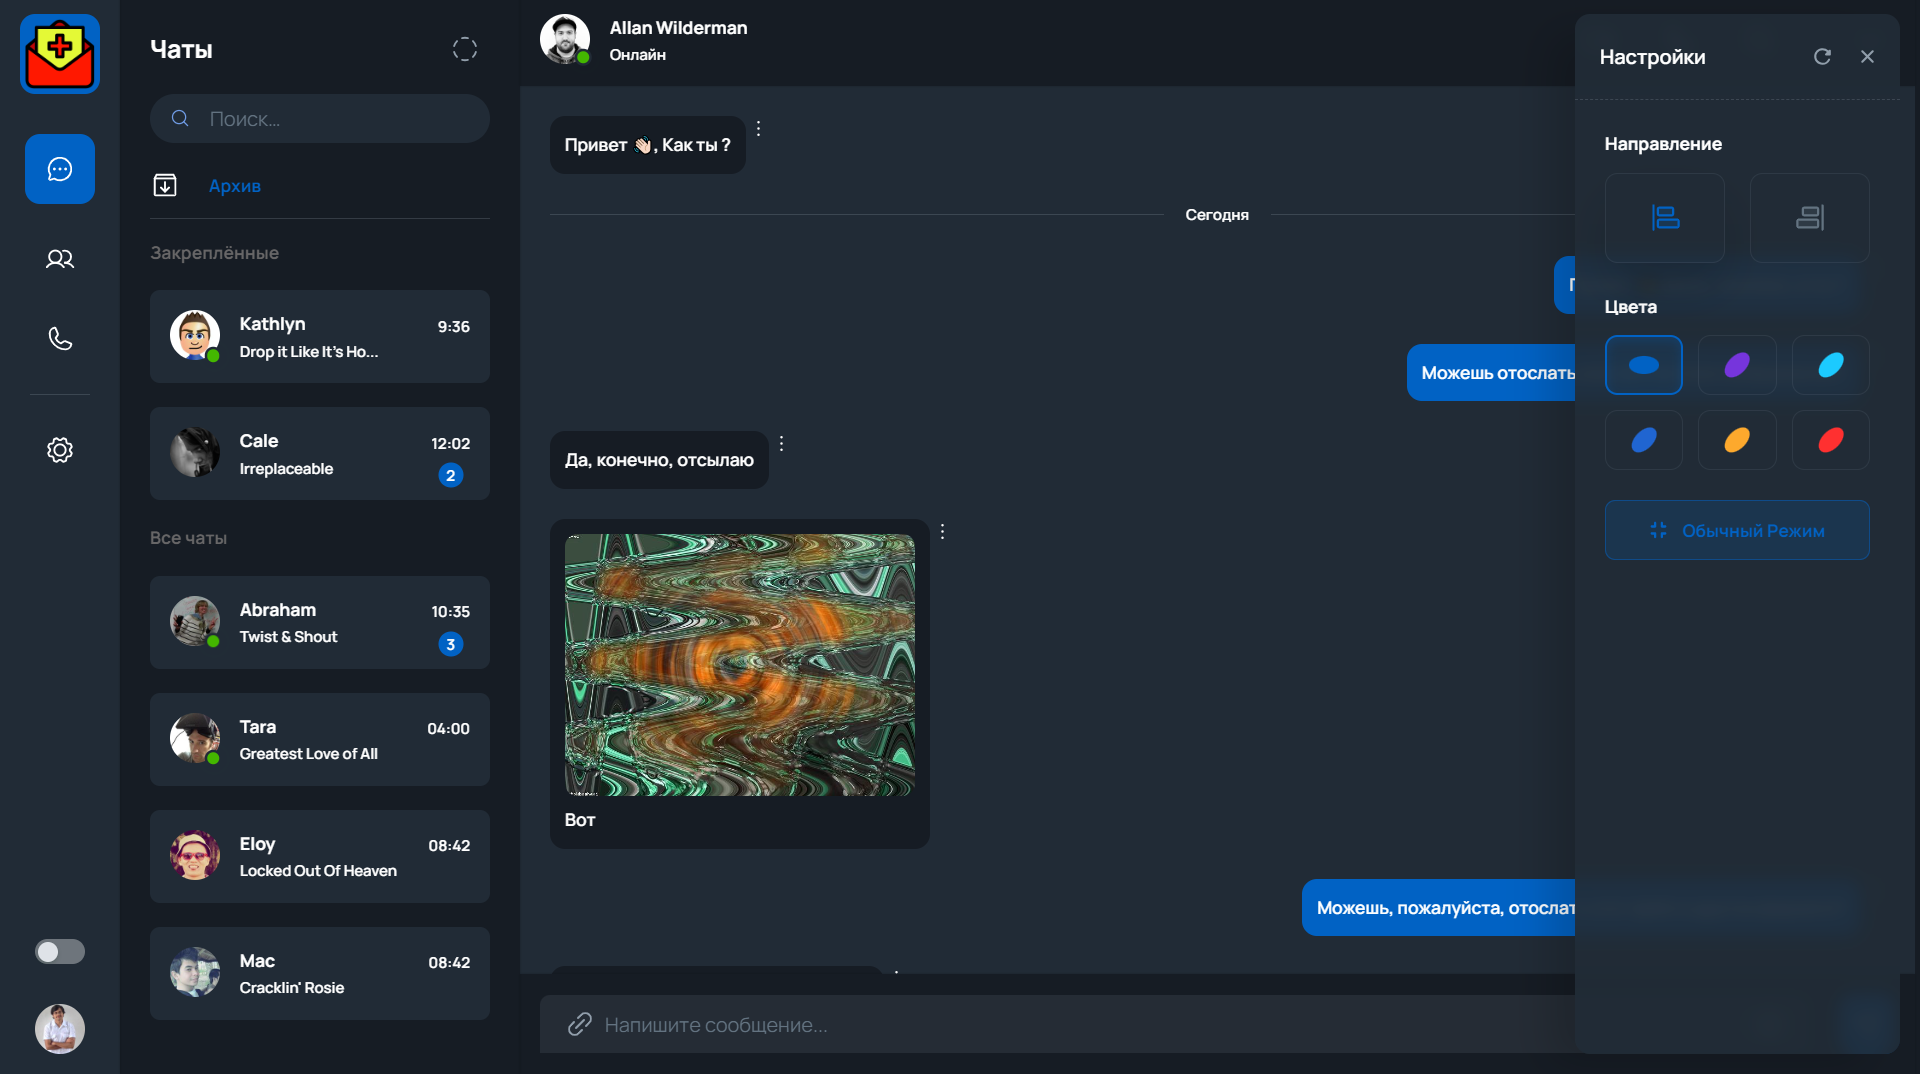 Чаты
Поиск...
Архив
Закреплённые
Kathlyn
9:36
Drop it Like It's Ho...
Cale
12:02
Irreplaceable
2
Все чаты
Abraham
10:35
Twist & Shout
3
Tara
04:00
Greatest Love of All
Eloy
08:42
Locked Out Of Heaven
Mac
08:42
Cracklin' Rosie
Allan Wilderman
Онлайн
Привет 👋🏻, Как ты ?
Сегодня
Можешь отослать
Да, конечно, отсылаю
Вот
Можешь, пожалуйста,
Напишите сообщение...
Настройки
Направление
Цвета
Обычный Режим